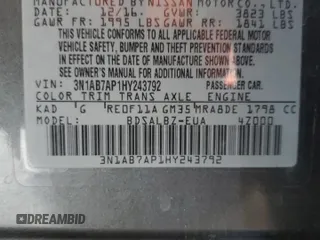 MANUFACTURED BY NISSAN MOTOR CO., LTD.
DATE: 12/16. GVWR: 3823 LBS
GAWR FR: 1995 LBS GAWR RR: 1841 LBS
THIS VEHICLE CONFORMS TO ALL APPLICABLE FEDERAL MOTOR
VEHICLE SAFETY, BUMPER, AND THEFT PREVENTION STANDARDS
IN EFFECT ON THE DATE OF MANUFACTURE SHOWN ABOVE.
SEE OWNER'S MANUAL FOR ADDITIONAL INFORMATION
VIN: 3N1AB7AP1HY243792 PASSENGER CAR.
COLOR TRIM TRANS AXLE ENGINE
KAD G RE0F11A GM35 MRA8DE 1798 CC
MODEL: BDSALBZ-EUA 4Z000
3N1AB7AP1HY243792